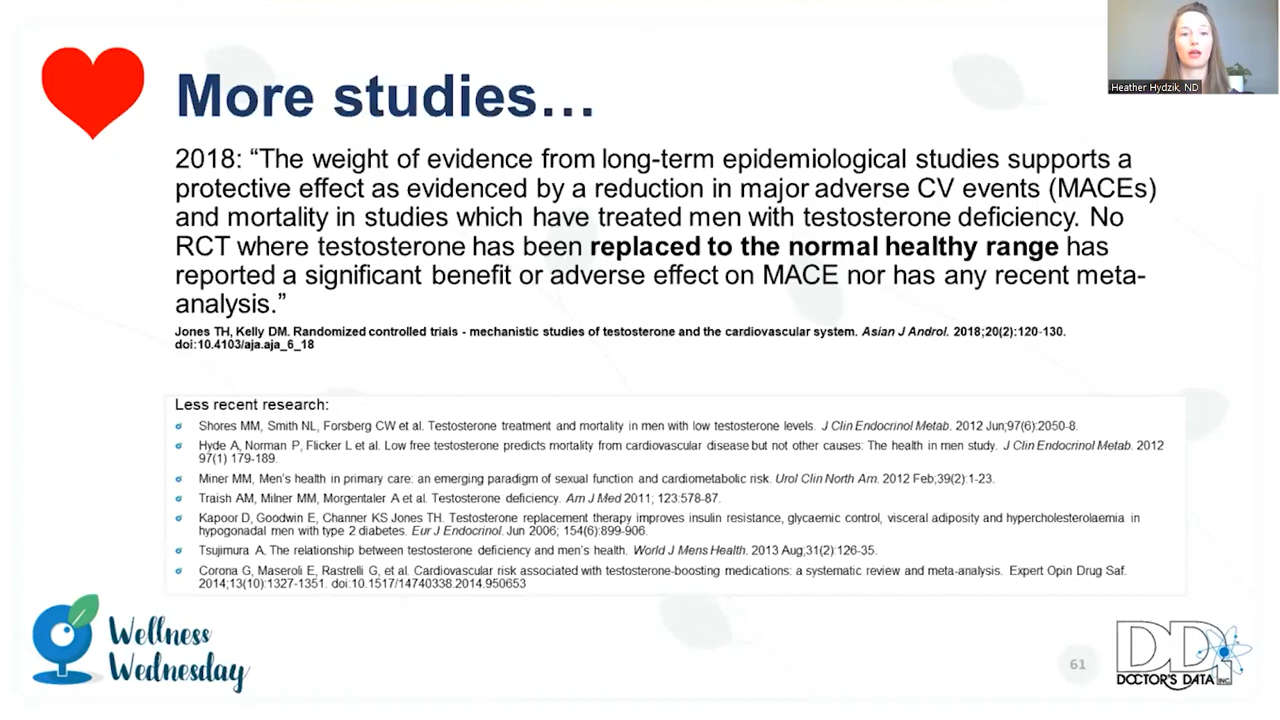 Heather Hydzik, ND
More studies…
2018: “The weight of evidence from long-term epidemiological studies supports a
protective effect as evidenced by a reduction in major adverse CV events (MACEs)
and mortality in studies which have treated men with testosterone deficiency. No
RCT where testosterone has been replaced to the normal healthy range has
reported a significant benefit or adverse effect on MACE nor has any recent meta-
analysis.”
Jones TH, Kelly DM. Randomized controlled trials - mechanistic studies of testosterone and the cardiovascular system. Asian J Androl. 2018;20(2):120-130.
doi:10.4103/aja.aja_6_18
Less recent research:
Shores MM, Smith NL, Forsberg CW et al. Testosterone treatment and mortality in men with low testosterone levels. J Clin Endocrinol Metab. 2012 Jun;97(6):2050-8.
Hyde A, Norman P, Flicker L et al. Low free testosterone predicts mortality from cardiovascular disease but not other causes: The health in men study. J Clin Endocrinol Metab. 2012
97(1) 179-189.
Miner MM, Men’s health in primary care: an emerging paradigm of sexual function and cardiometabolic risk. Urol Clin North Am. 2012 Feb;39(2):1-23.
Traish AM, Milner MM, Morgentaler A et al. Testosterone deficiency. Am J Med 2011; 123:578-87.
Kapoor D, Goodwin E, Channer KS Jones TH. Testosterone replacement therapy improves insulin resistance, glycaemic control, visceral adiposity and hypercholesterolaemia in
hypogonadal men with type 2 diabetes. Eur J Endocrinol. Jun 2006; 154(6):899-906.
Tsujimura A. The relationship between testosterone deficiency and men’s health. World J Mens Health. 2013 Aug;31(2):126-35.
Corona G, Maseroli E, Rastrelli G, et al. Cardiovascular risk associated with testosterone-boosting medications: a systematic review and meta-analysis. Expert Opin Drug Saf.
2014;13(10):1327-1351. doi:10.1517/14740338.2014.950653
Wellness
Wednesday
61
DDI
DOCTOR'S DATA INC.